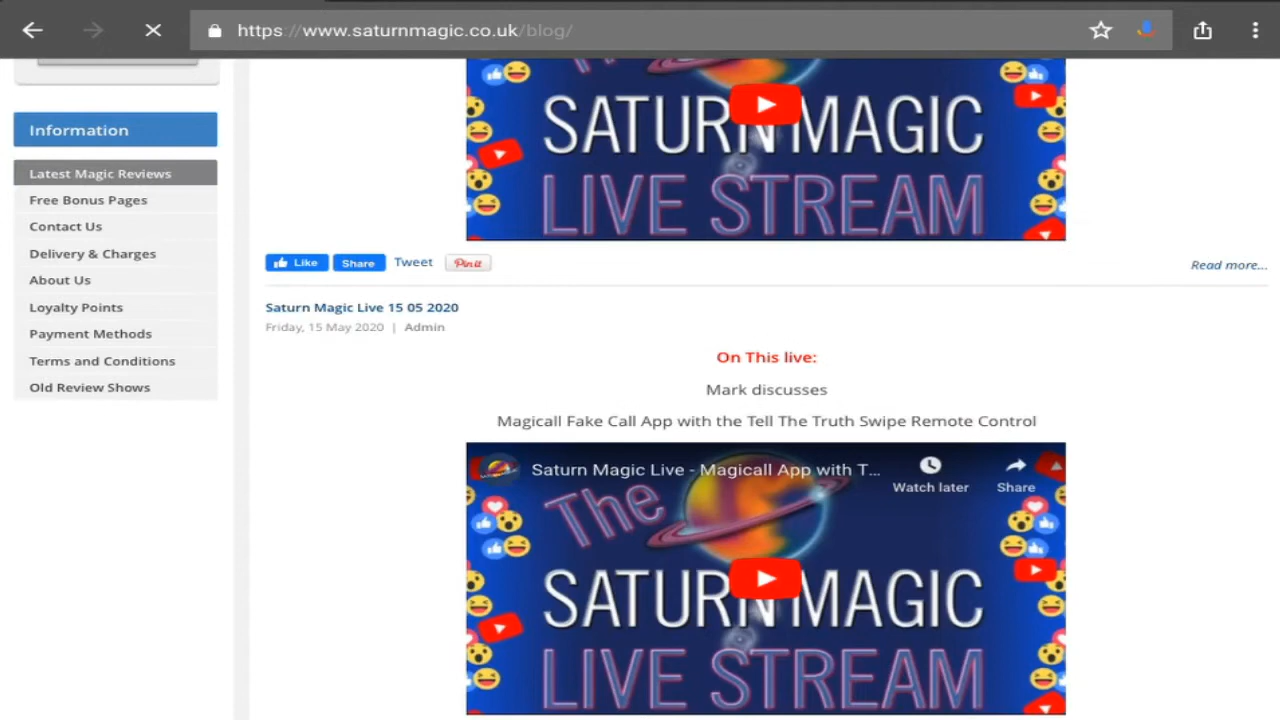 https://www.saturnmagic.co.uk/blog/
Information
Latest Magic Reviews
Free Bonus Pages
Contact Us
Delivery & Charges
About Us
Loyalty Points
Payment Methods
Terms and Conditions
Old Review Shows
The
SATURN MAGIC
LIVE STREAM
Like
Share
Tweet
Pin it
Read more...
Saturn Magic Live 15 05 2020
Friday, 15 May 2020 | Admin
On This live:
Mark discusses
Magicall Fake Call App with the Tell The Truth Swipe Remote Control
Saturn Magic Live - Magicall App with T...
Watch later
Share
The
SATURN MAGIC
LIVE STREAM